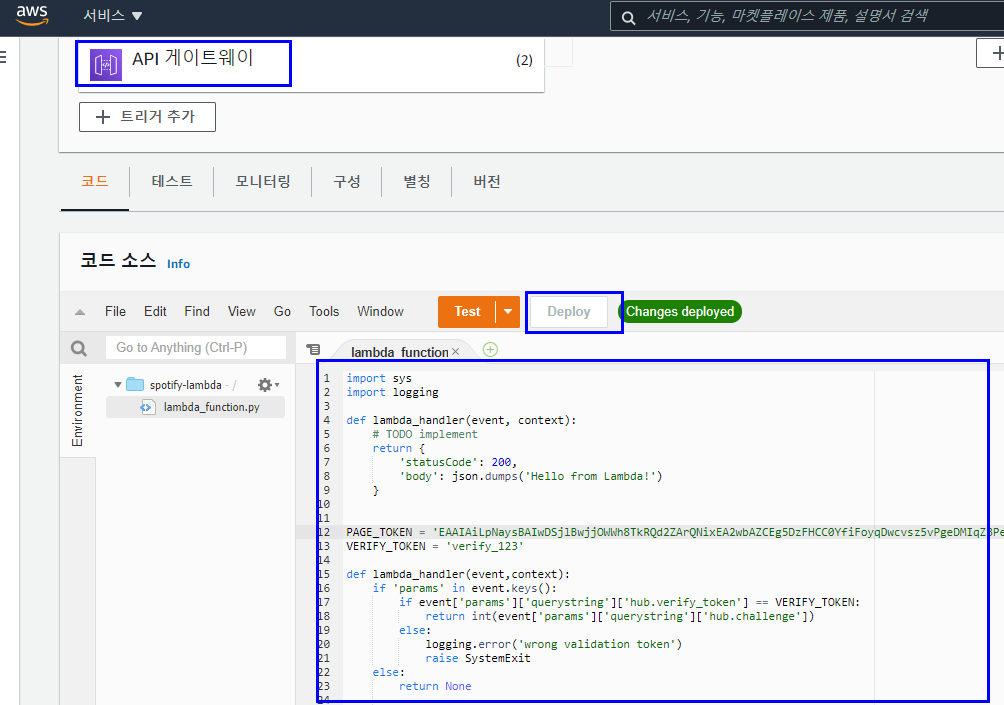 aws 서비스 ▼ 서비스, 기능, 마켓플레이스 제품, 설명서 검색
API 게이트웨이 (2)
+ 트리거 추가
코드 테스트 모니터링 구성 별칭 버전
코드 소스 Info
File Edit Find View Go Tools Window Test Deploy Changes deployed
Go to Anything (Ctrl-P) lambda_function
Environment
spotify-lambda - /
lambda_function.py
1 import sys
2 import logging
3
4 def lambda_handler(event, context):
5 # TODO implement
6 return {
7 'statusCode': 200,
8 'body': json.dumps('Hello from Lambda!')
9 }
10
11
12 PAGE_TOKEN = 'EAAIAiLpNaysBAIwDSjlBwjjOWWh8TkRQd2ZArQNixEA2wbAZCEg5DzFHCC0YfiFoyqDwcvsz5vPgeDMIqZ3Pe
13 VERIFY_TOKEN = 'verify_123'
14
15 def lambda_handler(event,context):
16 if 'params' in event.keys():
17 if event['params']['querystring']['hub.verify_token'] == VERIFY_TOKEN:
18 return int(event['params']['querystring']['hub.challenge'])
19 else:
20 logging.error('wrong validation token')
21 raise SystemExit
22 else:
23 return None
24